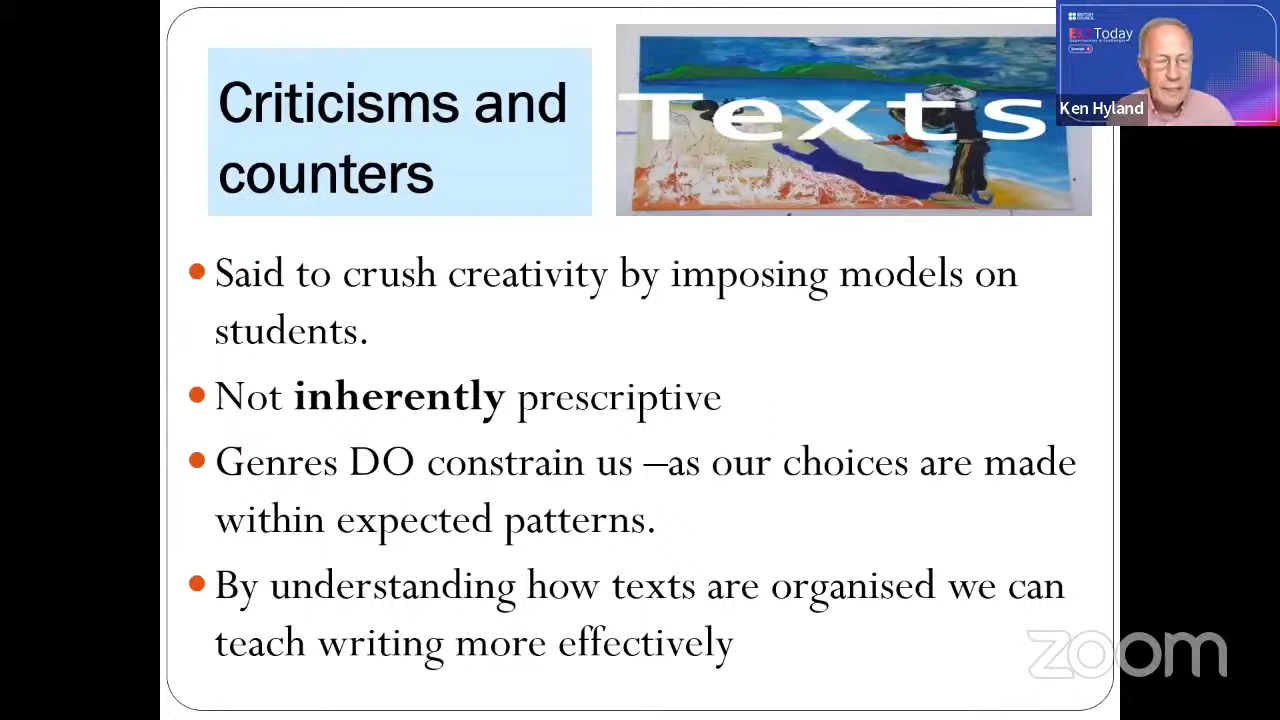 Criticisms and
counters
Texts
BRITISH
COUNCIL
Today
Ken Hyland
Said to crush creativity by imposing models on
students.
Not inherently prescriptive
Genres DO constrain us –as our choices are made
within expected patterns.
By understanding how texts are organised we can
teach writing more effectively
zoom